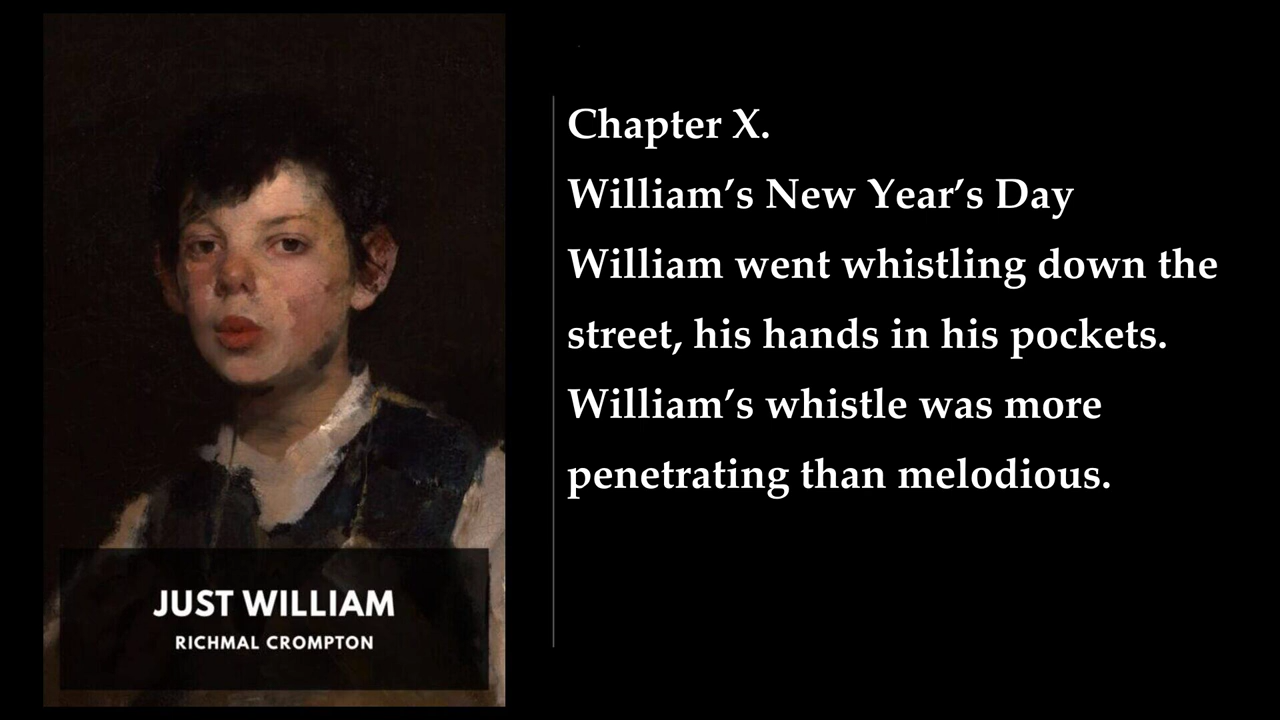 Chapter X.
William’s New Year’s Day
William went whistling down the
street, his hands in his pockets.
William’s whistle was more
penetrating than melodious.
JUST WILLIAM
RICHMAL CROMPTON